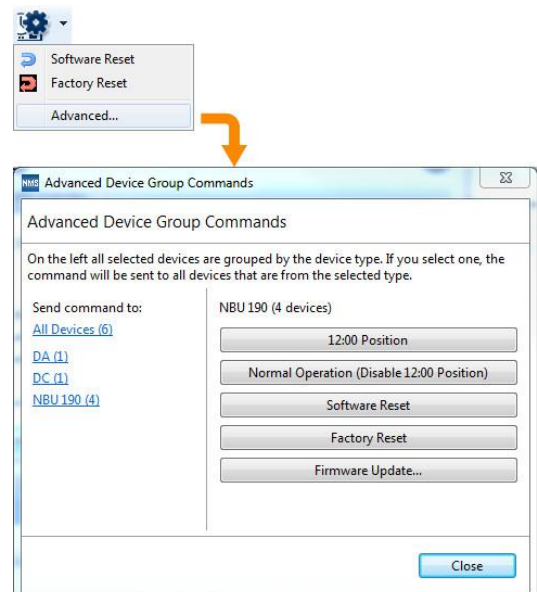 Software Reset
Factory Reset
Advanced...
NMS Advanced Device Group Commands
Advanced Device Group Commands
On the left all selected devices are grouped by the device type. If you select one, the
command will be sent to all devices that are from the selected type.
Send command to:
All Devices (6)
DA (1)
DC (1)
NBU 190 (4)
NBU 190 (4 devices)
12:00 Position
Normal Operation (Disable 12:00 Position)
Software Reset
Factory Reset
Firmware Update...
Close